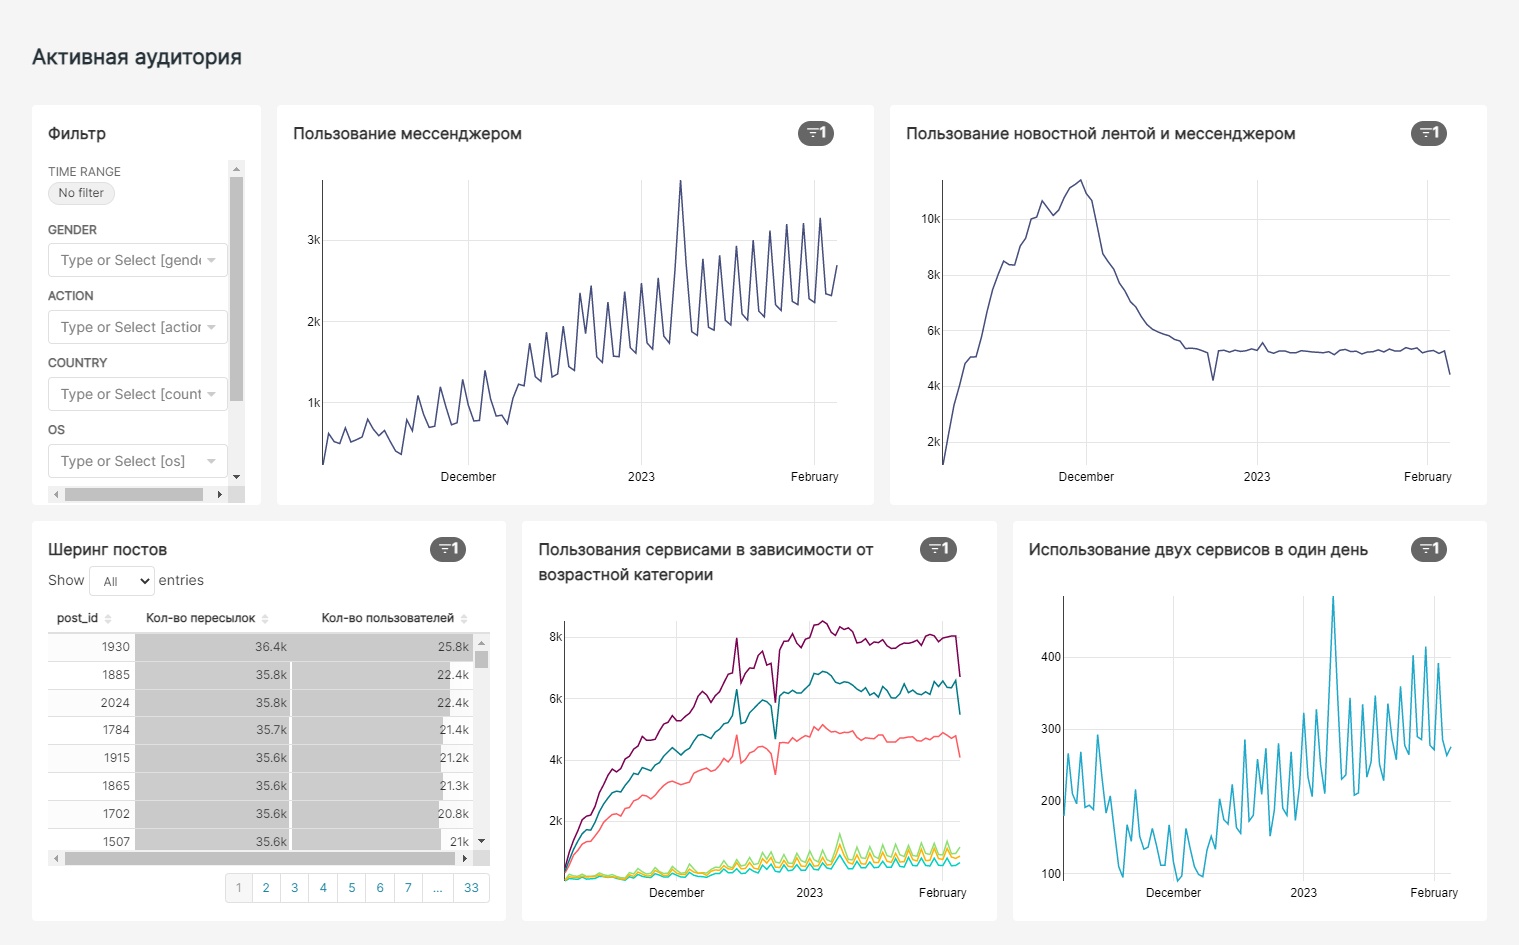 Активная аудитория
Фильтр
TIME RANGE
No filter
GENDER
Type or Select [gende
ACTION
Type or Select [action
COUNTRY
Type or Select [count
OS
Type or Select [os]
Пользование мессенджером
1
3k
2k
1k
December 2023 February
Пользование новостной лентой и мессенджером
1
10k
8k
6k
4k
2k
December 2023 February
Шеринг постов
1
Show All entries
post_id Кол-во пересылок Кол-во пользователей
1930 36.4k 25.8k
1885 35.8k 22.4k
2024 35.8k 22.4k
1784 35.7k 21.4k
1915 35.6k 21.2k
1865 35.6k 21.3k
1702 35.6k 20.8k
1507 35.6k 21k
1 2 3 4 5 6 7 ... 33
Пользования сервисами в зависимости от
возрастной категории
1
8k
6k
4k
2k
December 2023 February
Использование двух сервисов в один день
1
400
300
200
100
December 2023 February